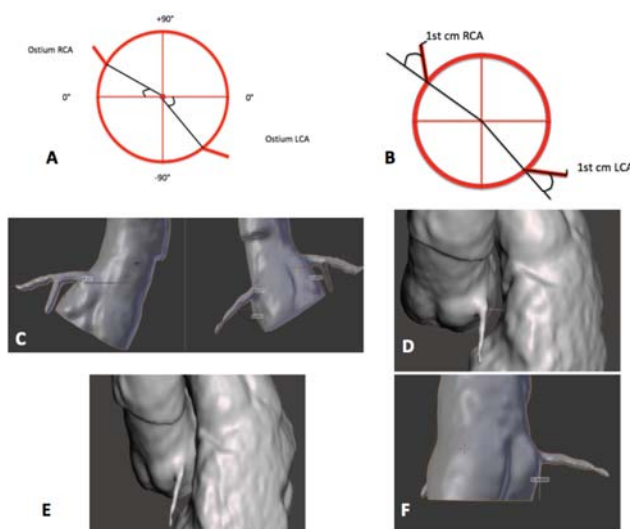 +90°
Ostium RCA
0°
0°
Ostium LCA
A
-90°
1st cm RCA
B
1st cm LCA
C
D
E
F